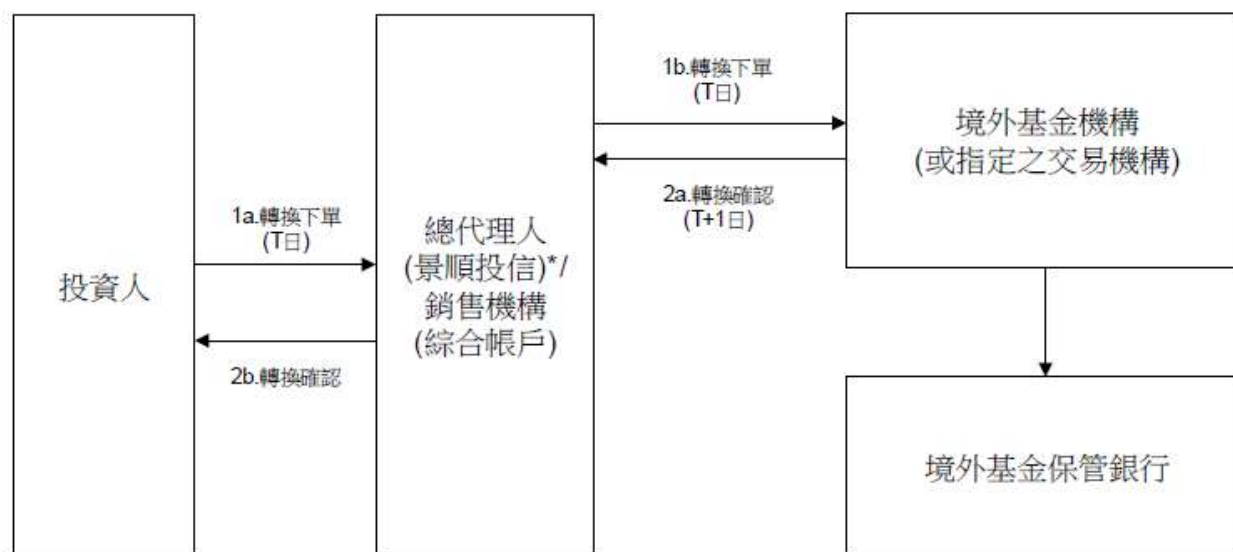 投資人
1a.轉換下單
(T日)
2b.轉換確認
總代理人
(景順投信)*/
銷售機構
(綜合帳戶)
1b.轉換下單
(T日)
2a.轉換確認
(T+1日)
境外基金機構
(或指定之交易機構)
境外基金保管銀行